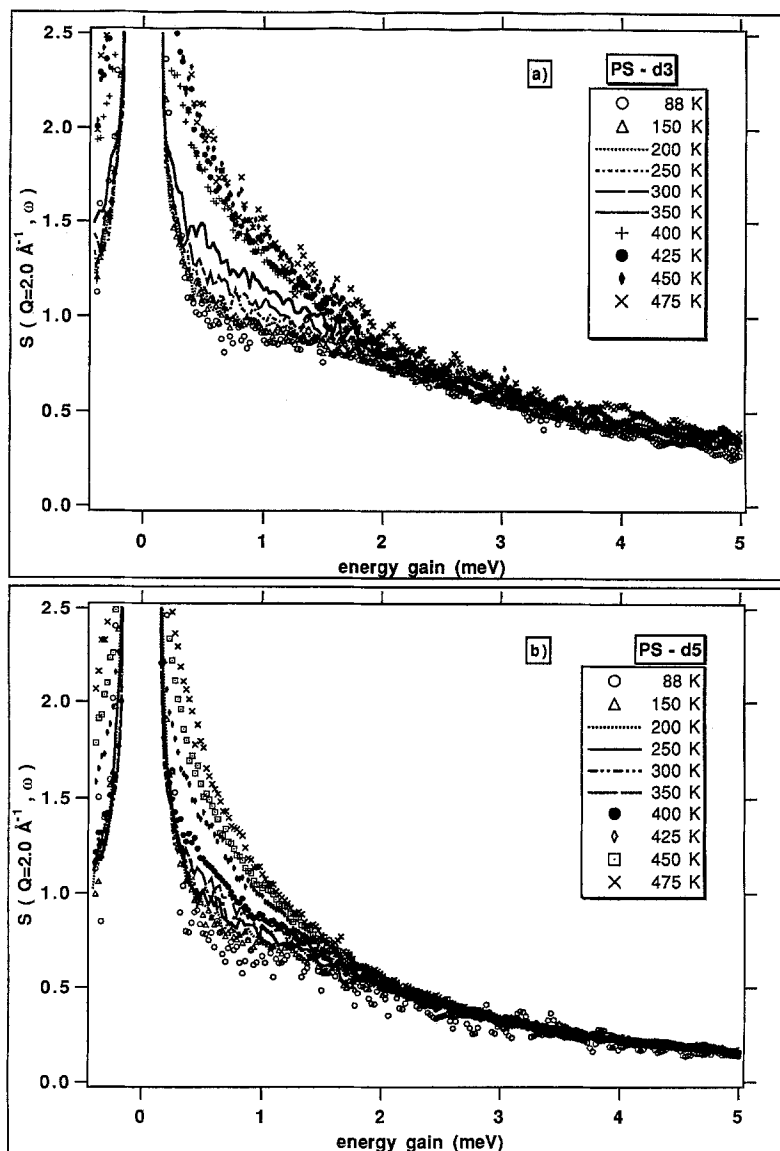 2.5
2.0
1.5
1.0
0.5
0.0
S ( Q=2.0 Å⁻¹ , ω )
a)
PS - d3
88 K
150 K
200 K
250 K
300 K
350 K
400 K
425 K
450 K
475 K
0 1 2 3 4 5
energy gain (meV)
2.5
2.0
1.5
1.0
0.5
0.0
S ( Q=2.0 Å⁻¹ , ω )
b)
PS - d5
88 K
150 K
200 K
250 K
300 K
350 K
400 K
425 K
450 K
475 K
0 1 2 3 4 5
energy gain (meV)